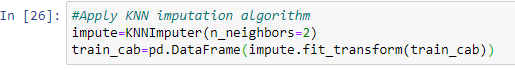 In [26]: #Apply KNN imputation algorithm
impute=KNNImputer(n_neighbors=2)
train_cab=pd.DataFrame(impute.fit_transform(train_cab))